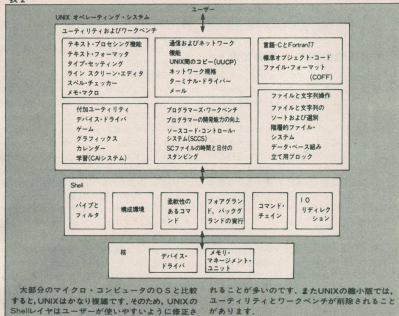 表2
ユーザー
UNIX オペレーティング・システム
ユーティリティおよびワークベンチ
テキスト・プロセシング機能
テキスト・フォーマッタ
タイプ・セッティング
ライン スクリーン・エディタ
スペル・チェッカー
メモ・マクロ
通信およびネットワーク
機能
UNIX間のコピー(UUCP)
ネットワーク規格
ターミナル・ドライバー
メール
言語-CとFortran77
標準オブジェクト・コード
ファイル・フォーマット
(COFF)
付加ユーティリティ
デバイス・ドライバ
ゲーム
グラフィックス
カレンダー
学習(CAIシステム)
プログラマーズ・ワークベンチ
プログラマーの開発能力の向上
ソースコード・コントロール・
システム(SCCS)
SCファイルの時間と日付の
スタンピング
ファイルと文字列操作
ファイルと文字列の
ソートおよび選別
階層的ファイル・
システム
データ・ベース組み
立て用ブロック
Shell
パイプと
フィルタ
構成環境
柔軟性の
あるコマ
ンド
フォアグラ
ンド, バックグ
ランドの実行
コマンド・
チェイン
IO
リディレク
ション
核
デバイス・
ドライバ
メモリ・
マネージメント・
ユニット
大部分のマイクロ・コンピュータのOSと比較
すると, UNIXはかなり複雑です。そのため, UNIXの
Shellレイヤはユーザーが使いやすいように修正さ
れることが多いのです。またUNIXの縮小版では,
ユーティリティとワークベンチが削除されること
があります。